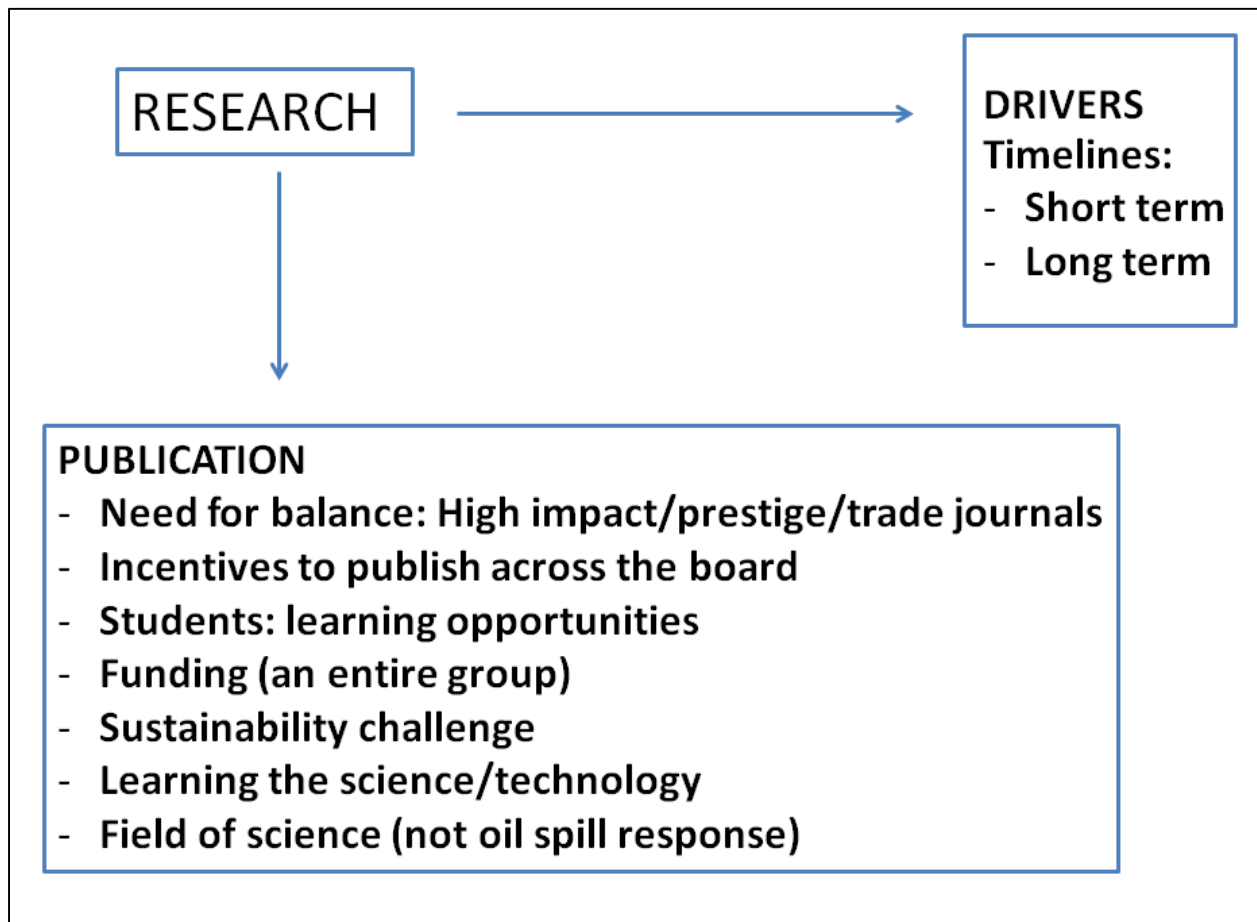 RESEARCH
DRIVERS
Timelines:
- Short term
- Long term
PUBLICATION
- Need for balance: High impact/prestige/trade journals
- Incentives to publish across the board
- Students: learning opportunities
- Funding (an entire group)
- Sustainability challenge
- Learning the science/technology
- Field of science (not oil spill response)